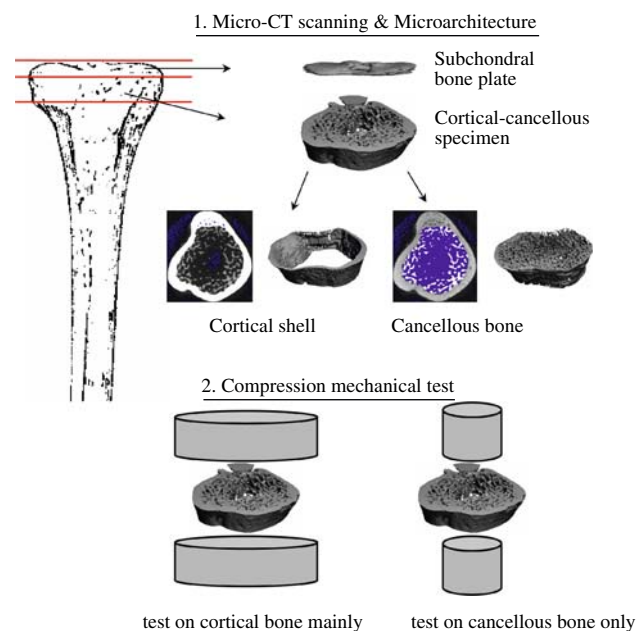 1. Micro-CT scanning & Microarchitecture
Subchondral
bone plate
Cortical-cancellous
specimen
Cortical shell
Cancellous bone
2. Compression mechanical test
test on cortical bone mainly
test on cancellous bone only